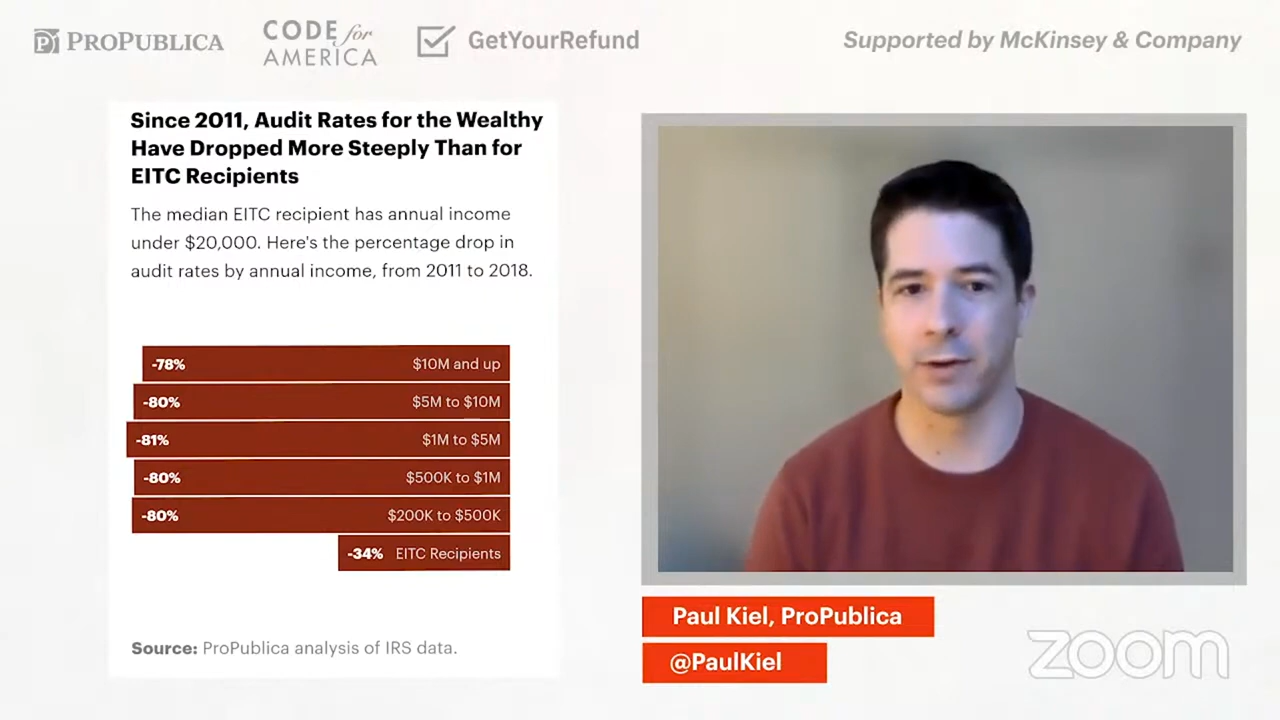 PROPUBLICA
CODE for
AMERICA
GetYourRefund
Supported by McKinsey & Company
Since 2011, Audit Rates for the Wealthy
Have Dropped More Steeply Than for
EITC Recipients
The median EITC recipient has annual income
under $20,000. Here's the percentage drop in
audit rates by annual income, from 2011 to 2018.
-78% $10M and up
-80% $5M to $10M
-81% $1M to $5M
-80% $500K to $1M
-80% $200K to $500K
-34% EITC Recipients
Source: ProPublica analysis of IRS data.
Paul Kiel, ProPublica
@PaulKiel
zoom